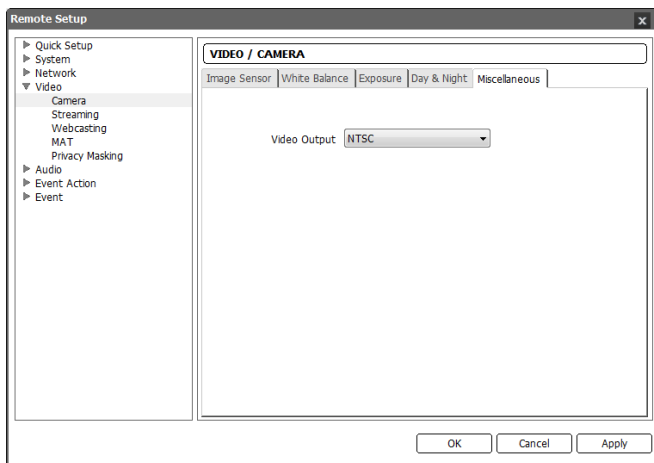 Remote Setup
x
Quick Setup
System
Network
Video
Camera
Streaming
Webcasting
MAT
Privacy Masking
Audio
Event Action
Event
VIDEO / CAMERA
Image Sensor White Balance Exposure Day & Night Miscellaneous
Video Output NTSC
OK Cancel Apply